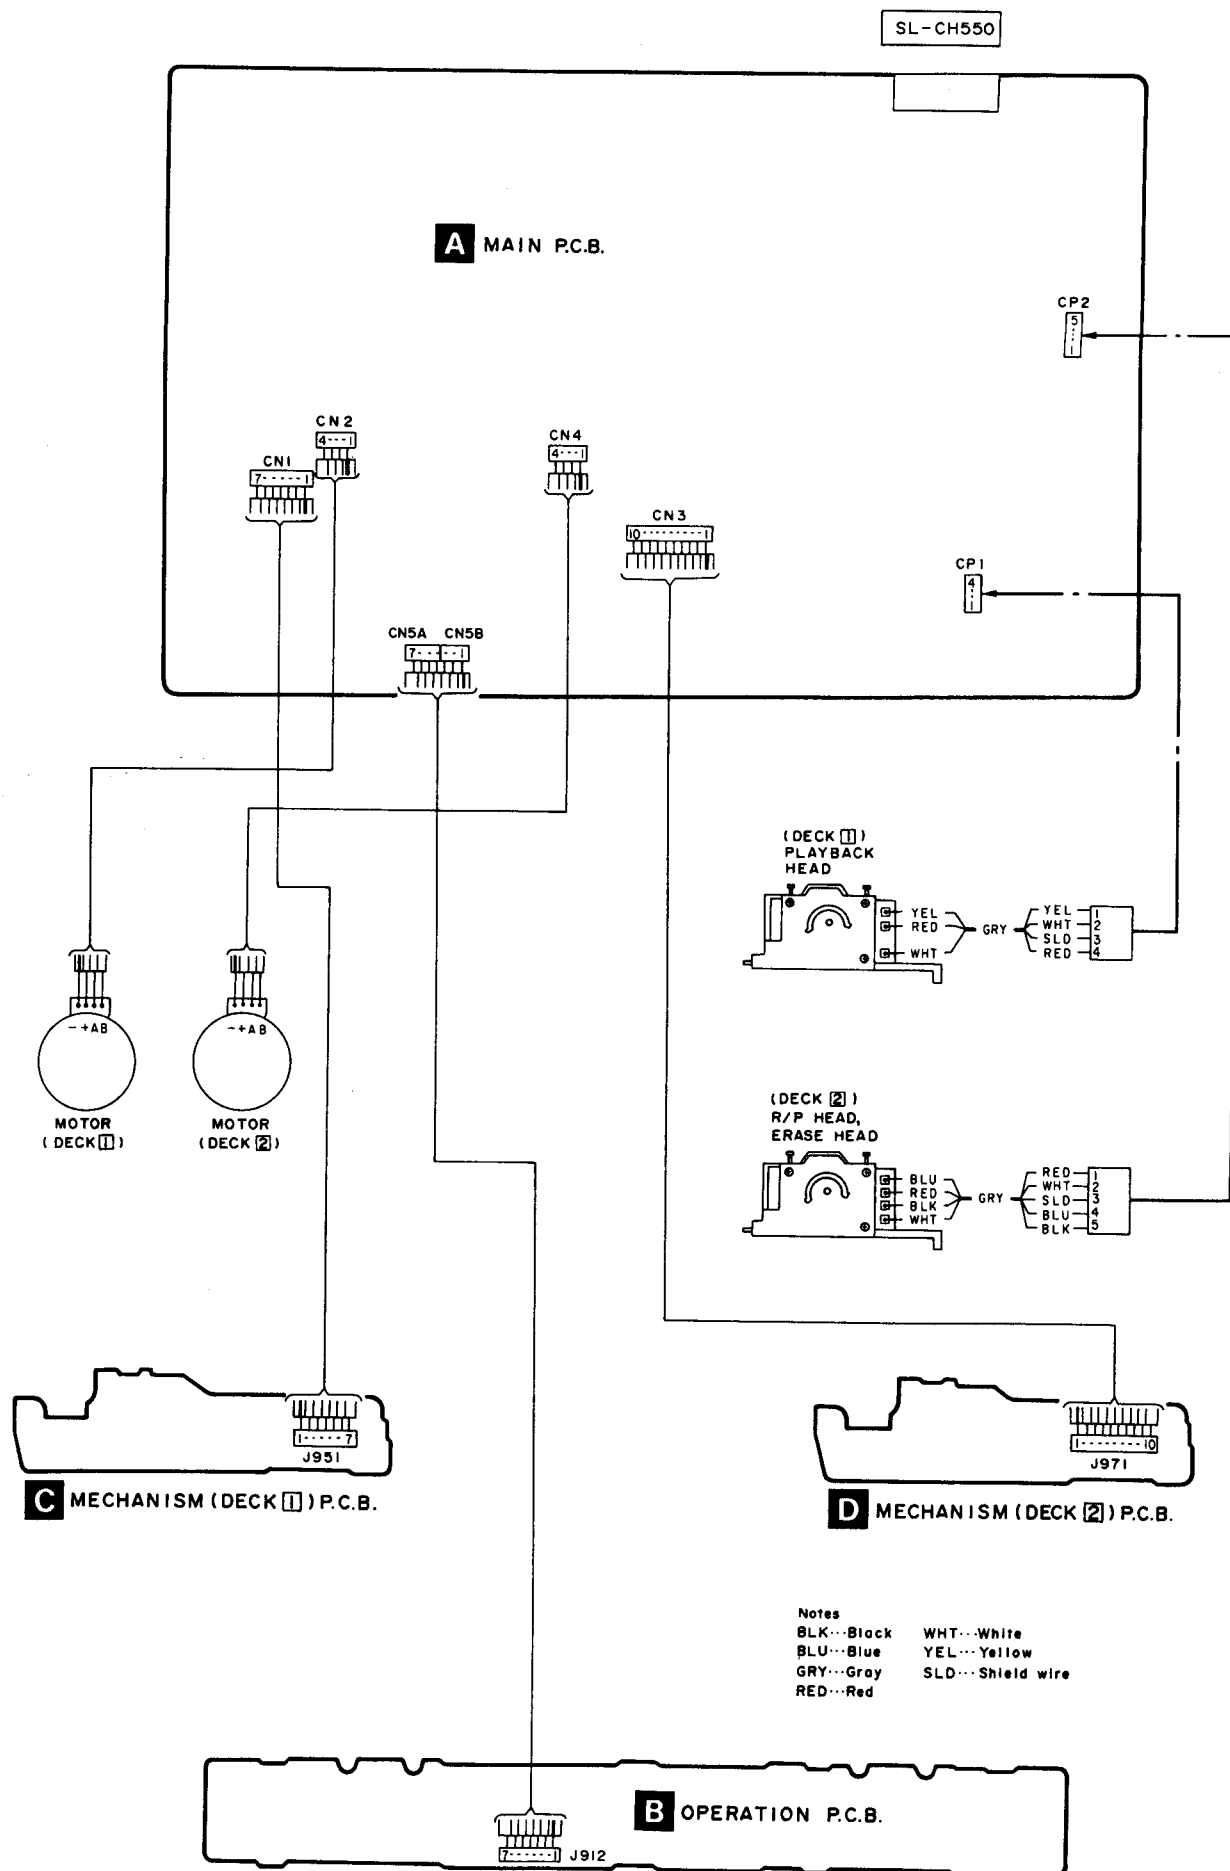 SL-CH550
A MAIN P.C.B.
CP2
5
1
CN2
4---1
CN1
7-----1
CN4
4---1
CN3
10---------1
CP1
4
1
CN5A CN5B
7-----1
(DECK 1)
PLAYBACK
HEAD
YEL
RED
WHT
GRY
YEL 1
WHT 2
SLD 3
RED 4
-+AB
MOTOR
(DECK 1)
-+AB
MOTOR
(DECK 2)
(DECK 2)
R/P HEAD,
ERASE HEAD
BLU
RED
BLK
WHT
GRY
RED 1
WHT 2
SLD 3
BLU 4
BLK 5
1-----7
J951
C MECHANISM (DECK 1) P.C.B.
1--------10
J971
D MECHANISM (DECK 2) P.C.B.
Notes
BLK···Black WHT···White
BLU···Blue YEL···Yellow
GRY···Gray SLD···Shield wire
RED···Red
B OPERATION P.C.B.
7------1 J912